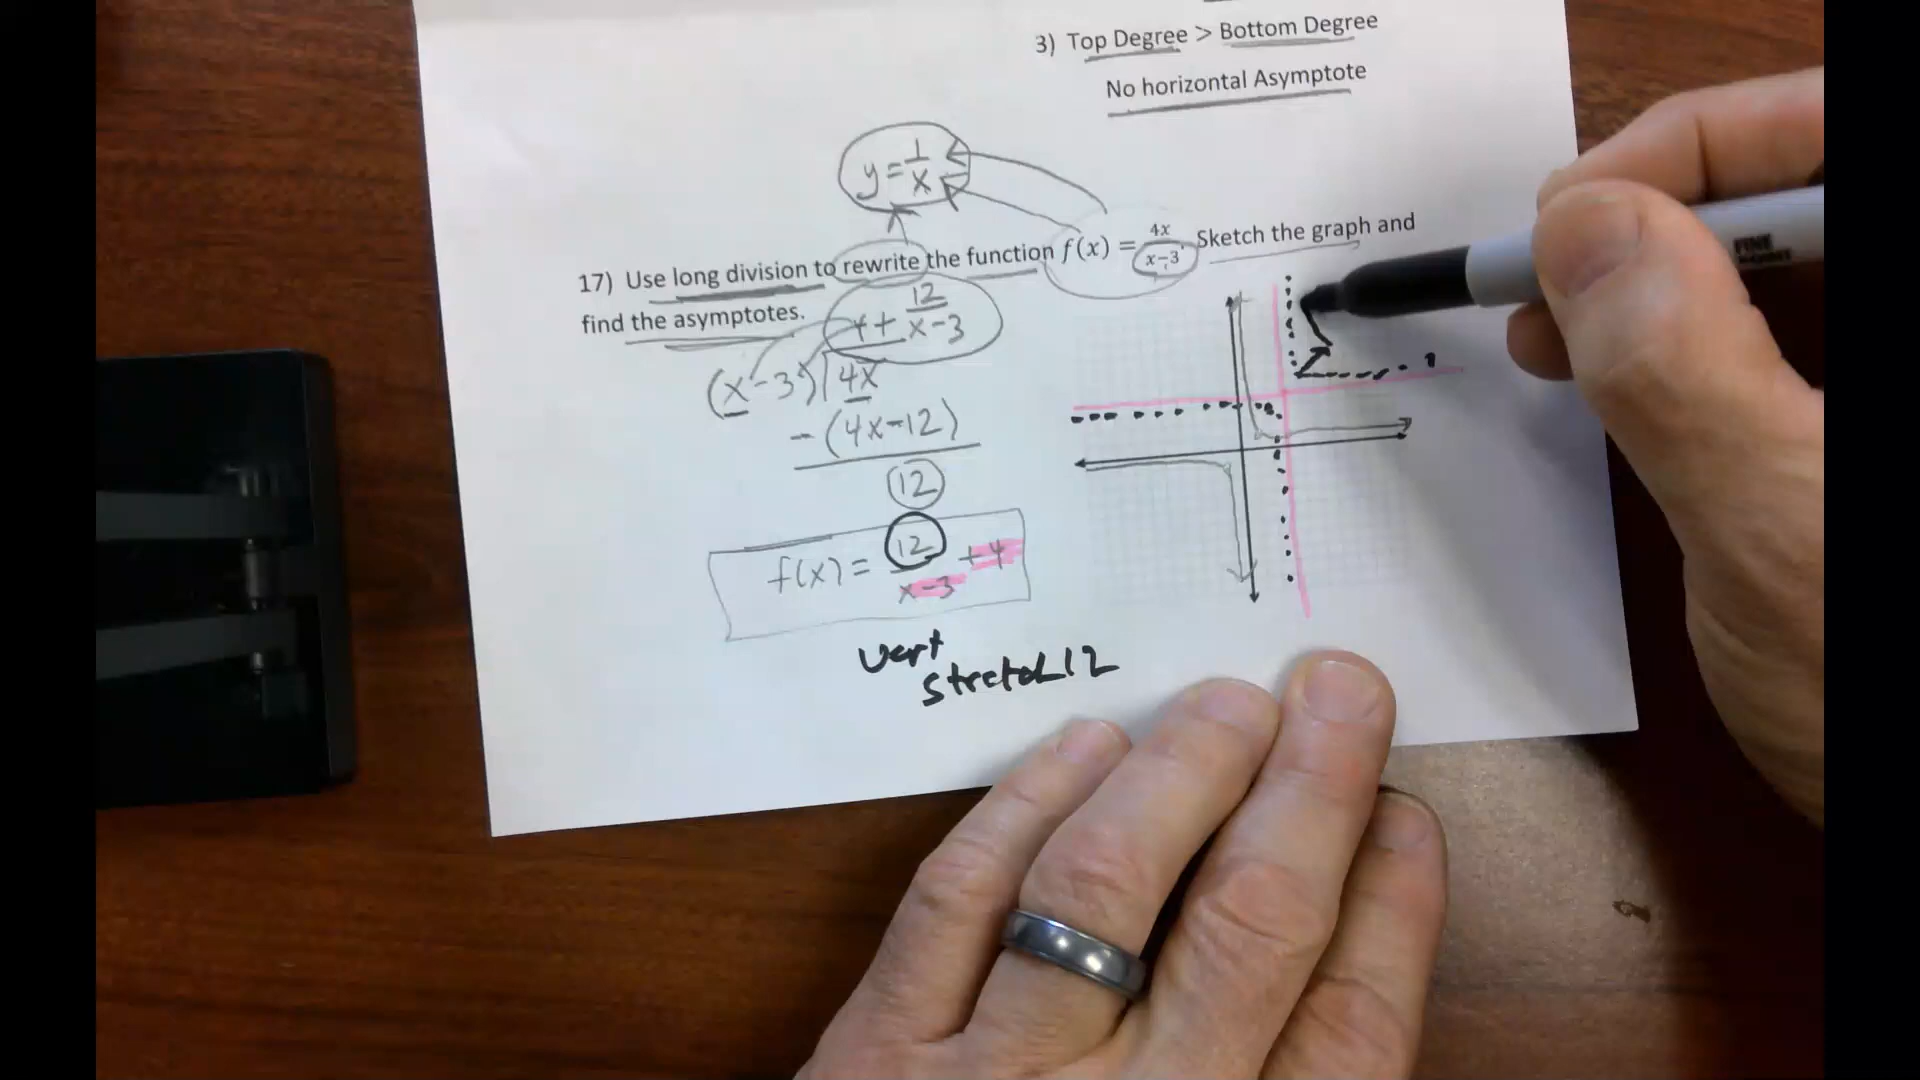 3) Top Degree > Bottom Degree
No horizontal Asymptote
y = 1/x
17) Use long division to rewrite the function f(x) = 4x/(x-3). Sketch the graph and
find the asymptotes.
4 + 12/(x-3)
(x-3) 4x
-(4x-12)
12
f(x) = 12/(x-3) + 4
vert
stretch 12
FINE
POINT